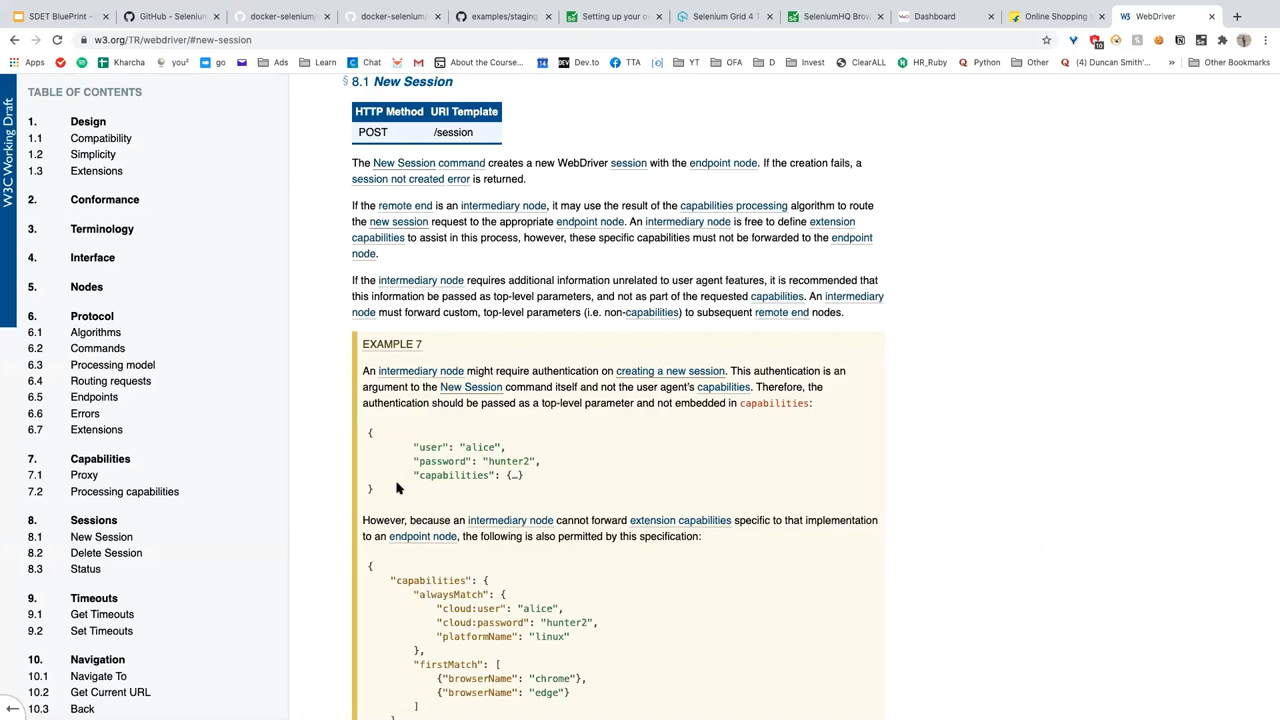 SDET BluePrint -
GitHub - Selenium
docker-selenium/
docker-selenium/
examples/staging
Setting up your ow
Selenium Grid 4 T
SeleniumHQ Brow
Dashboard
Online Shopping S
WebDriver
w3.org/TR/webdriver/#new-session
Apps
Kharcha
you²
go
Ads
Learn
Chat
About the Course...
Dev.to
TTA
YT
OFA
D
Invest
ClearALL
HR_Ruby
Python
Other
(4) Duncan Smith'...
»
Other Bookmarks
W3C Working Draft
TABLE OF CONTENTS
1. Design
1.1 Compatibility
1.2 Simplicity
1.3 Extensions
2. Conformance
3. Terminology
4. Interface
5. Nodes
6. Protocol
6.1 Algorithms
6.2 Commands
6.3 Processing model
6.4 Routing requests
6.5 Endpoints
6.6 Errors
6.7 Extensions
7. Capabilities
7.1 Proxy
7.2 Processing capabilities
8. Sessions
8.1 New Session
8.2 Delete Session
8.3 Status
9. Timeouts
9.1 Get Timeouts
9.2 Set Timeouts
10. Navigation
10.1 Navigate To
10.2 Get Current URL
10.3 Back
§ 8.1 New Session
HTTP Method URI Template
POST /session
The New Session command creates a new WebDriver session with the endpoint node. If the creation fails, a
session not created error is returned.
If the remote end is an intermediary node, it may use the result of the capabilities processing algorithm to route
the new session request to the appropriate endpoint node. An intermediary node is free to define extension
capabilities to assist in this process, however, these specific capabilities must not be forwarded to the endpoint
node.
If the intermediary node requires additional information unrelated to user agent features, it is recommended that
this information be passed as top-level parameters, and not as part of the requested capabilities. An intermediary
node must forward custom, top-level parameters (i.e. non-capabilities) to subsequent remote end nodes.
EXAMPLE 7
An intermediary node might require authentication on creating a new session. This authentication is an
argument to the New Session command itself and not the user agent's capabilities. Therefore, the
authentication should be passed as a top-level parameter and not embedded in capabilities:
{
"user": "alice",
"password": "hunter2",
"capabilities": {…}
}
However, because an intermediary node cannot forward extension capabilities specific to that implementation
to an endpoint node, the following is also permitted by this specification:
{
"capabilities": {
"alwaysMatch": {
"cloud:user": "alice",
"cloud:password": "hunter2",
"platformName": "linux"
},
"firstMatch": [
{"browserName": "chrome"},
{"browserName": "edge"}
]
}